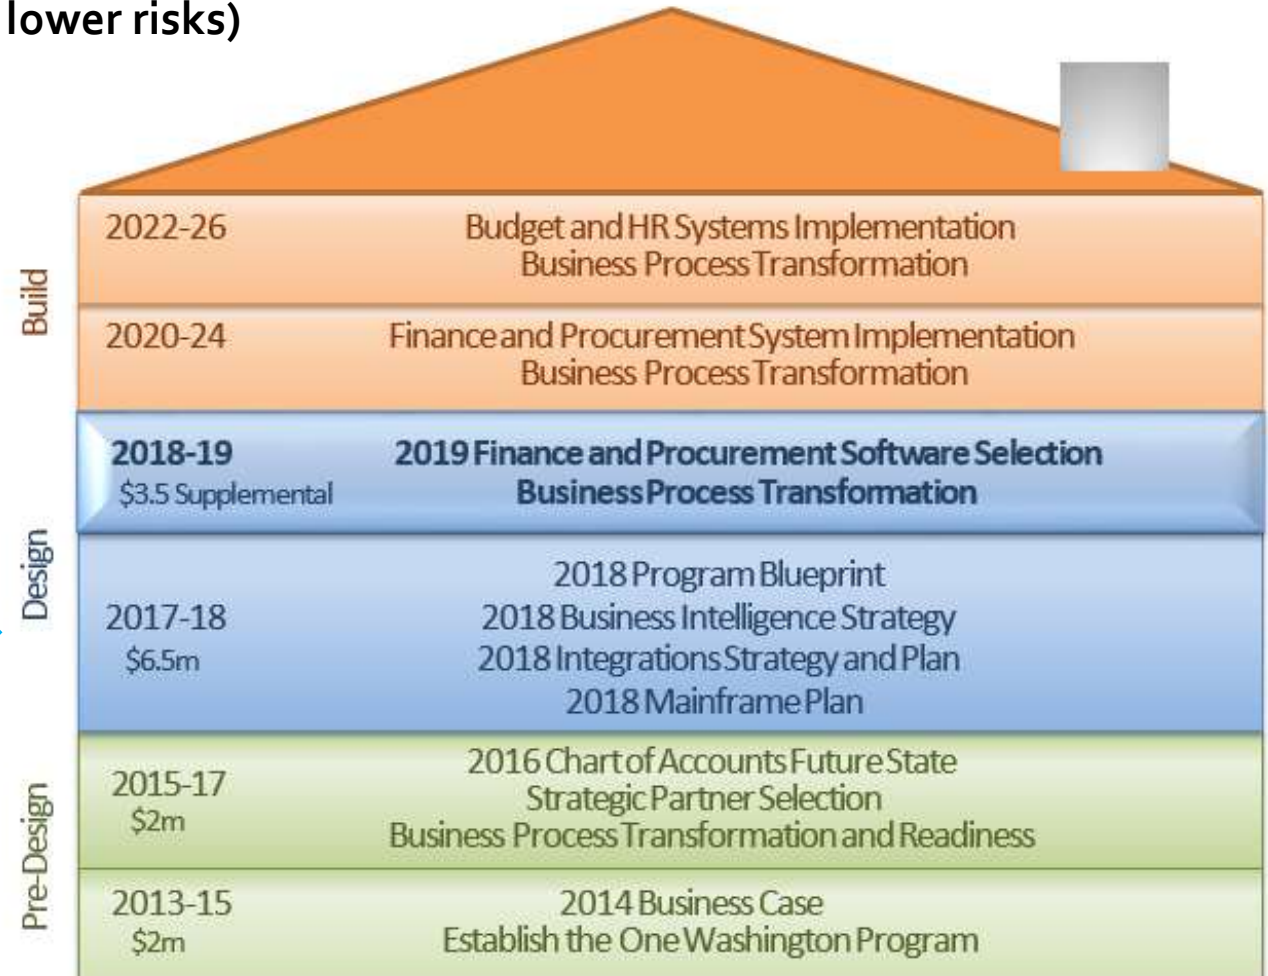 lower risks)
Build
2022-26
Budget and HR Systems Implementation
Business Process Transformation
2020-24
Finance and Procurement System Implementation
Business Process Transformation
Design
2018-19
$3.5 Supplemental
2019 Finance and Procurement Software Selection
Business Process Transformation
2017-18
$6.5m
2018 Program Blueprint
2018 Business Intelligence Strategy
2018 Integrations Strategy and Plan
2018 Mainframe Plan
Pre-Design
2015-17
$2m
2016 Chart of Accounts Future State
Strategic Partner Selection
Business Process Transformation and Readiness
2013-15
$2m
2014 Business Case
Establish the One Washington Program